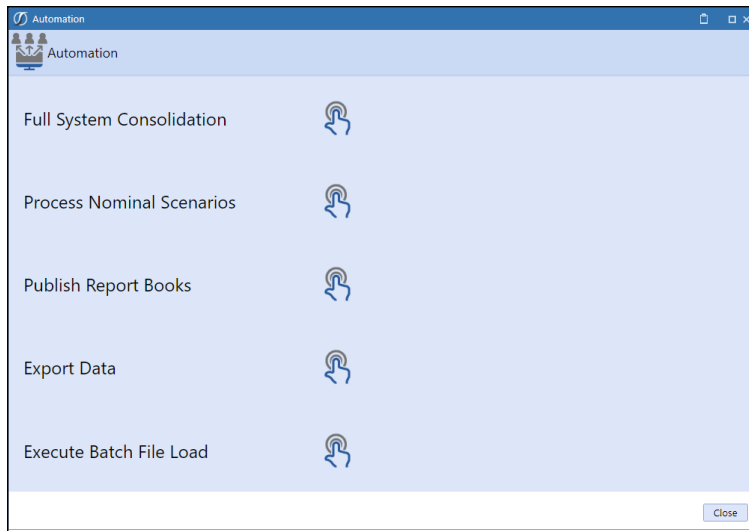 Automation
Automation
Full System Consolidation
Process Nominal Scenarios
Publish Report Books
Export Data
Execute Batch File Load
Close